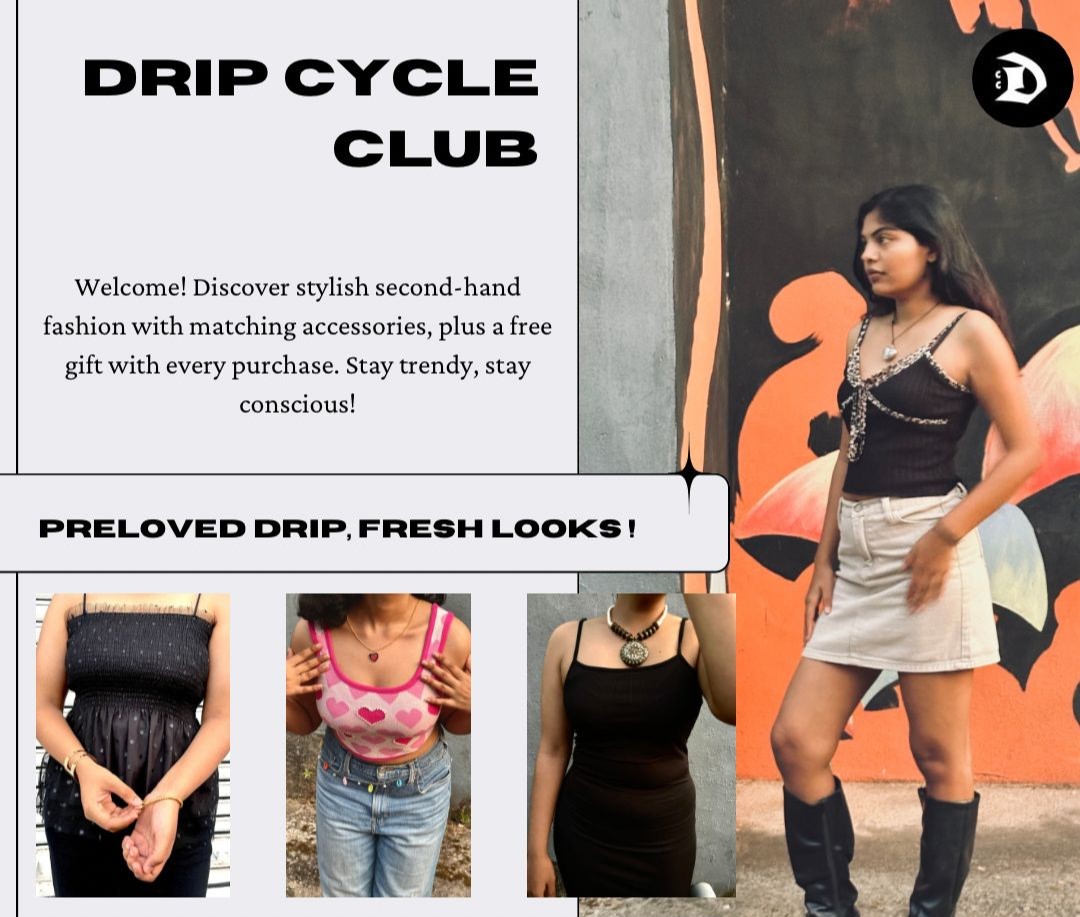 DRIP CYCLE
CLUB
Welcome! Discover stylish second-hand
fashion with matching accessories, plus a free
gift with every purchase. Stay trendy, stay
conscious!
PRELOVED DRIP, FRESH LOOKS !
D
CC